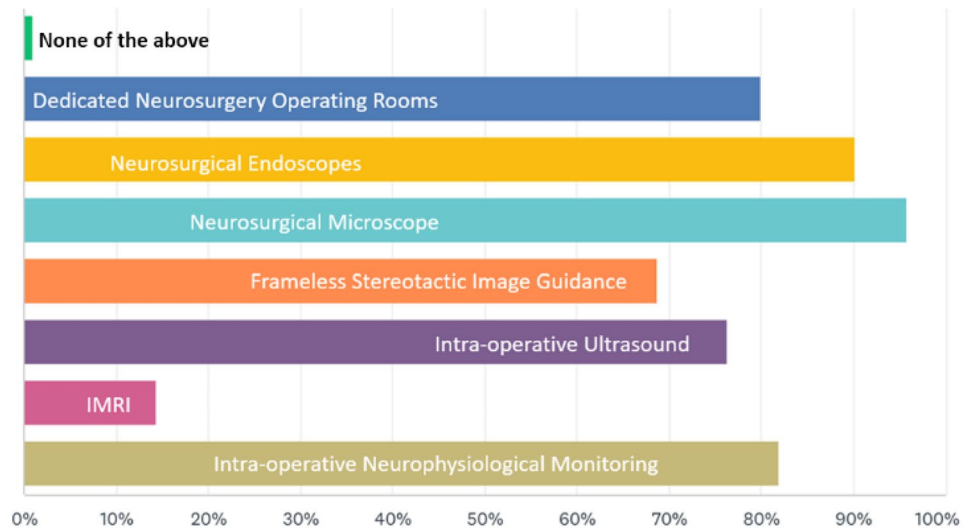 None of the above
Dedicated Neurosurgery Operating Rooms
Neurosurgical Endoscopes
Neurosurgical Microscope
Frameless Stereotactic Image Guidance
Intra-operative Ultrasound
IMRI
Intra-operative Neurophysiological Monitoring
0% 10% 20% 30% 40% 50% 60% 70% 80% 90% 100%